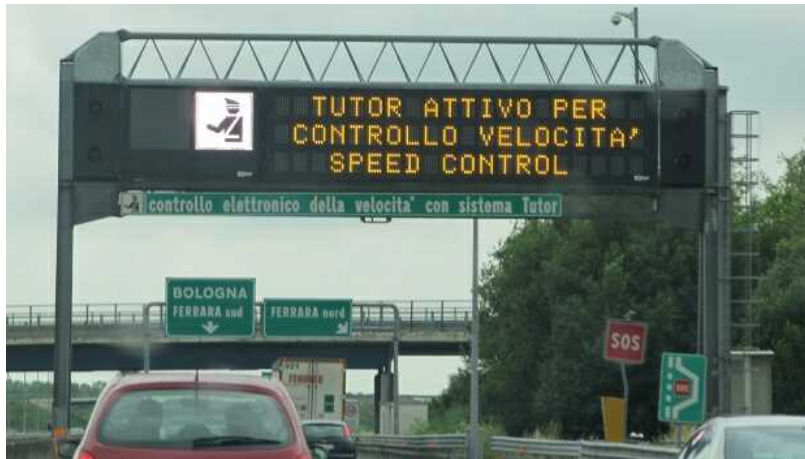 TUTOR ATTIVO PER
CONTROLLO VELOCITA'
SPEED CONTROL
controllo elettronico della velocita' con sistema Tutor
BOLOGNA
FERRARA sud
FERRARA nord
SOS
SOS